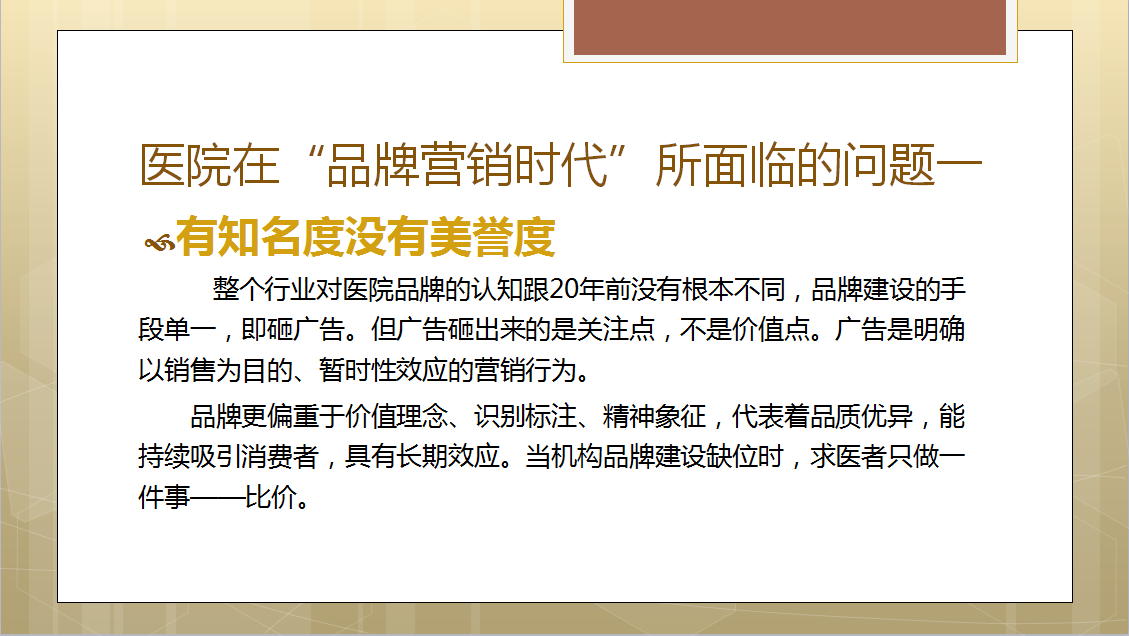 医院在“品牌营销时代”所面临的问题一
有知名度没有美誉度
整个行业对医院品牌的认知跟20年前没有根本不同，品牌建设的手
段单一，即砸广告。但广告砸出来的是关注点，不是价值点。广告是明确
以销售为目的、暂时性效应的营销行为。
品牌更偏重于价值理念、识别标注、精神象征，代表着品质优异，能
持续吸引消费者，具有长期效应。当机构品牌建设缺位时，求医者只做一
件事——比价。